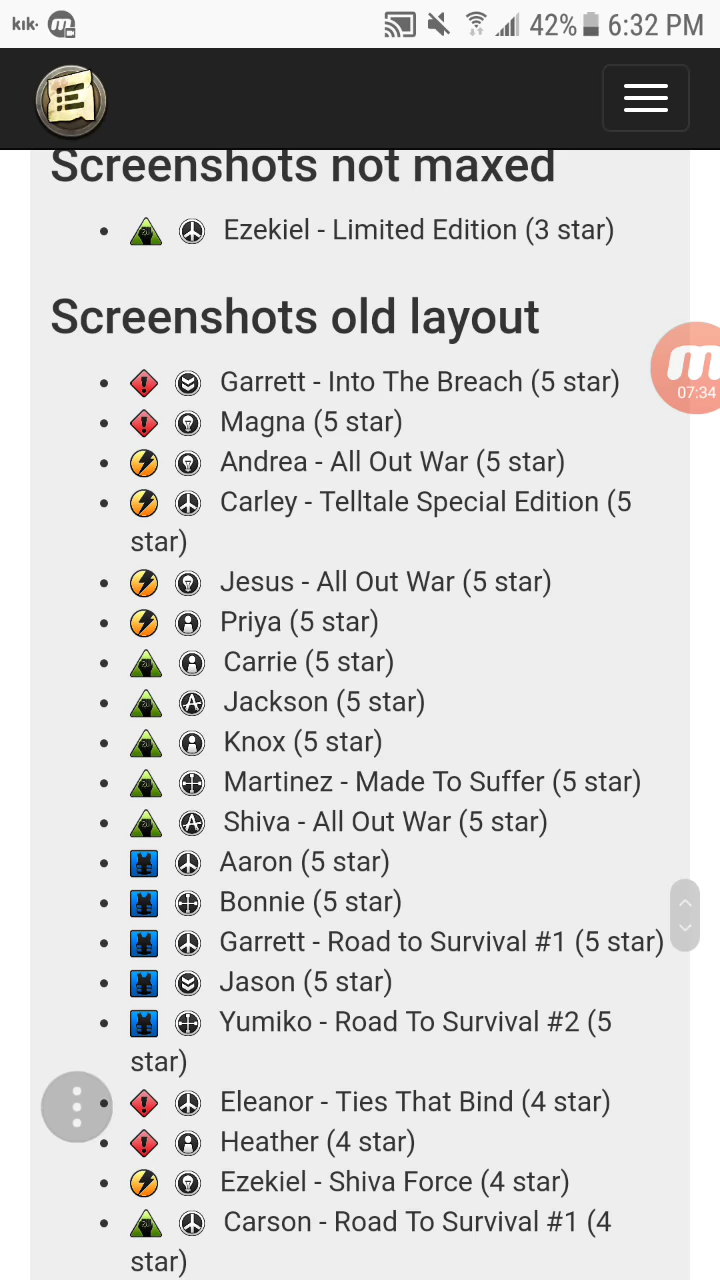 kik· 42% 6:32 PM
Screenshots not maxed
Ezekiel - Limited Edition (3 star)
Screenshots old layout
Garrett - Into The Breach (5 star)
07:34
Magna (5 star)
Andrea - All Out War (5 star)
Carley - Telltale Special Edition (5
star)
Jesus - All Out War (5 star)
Priya (5 star)
Carrie (5 star)
Jackson (5 star)
Knox (5 star)
Martinez - Made To Suffer (5 star)
Shiva - All Out War (5 star)
Aaron (5 star)
Bonnie (5 star)
Garrett - Road to Survival #1 (5 star)
Jason (5 star)
Yumiko - Road To Survival #2 (5
star)
Eleanor - Ties That Bind (4 star)
Heather (4 star)
Ezekiel - Shiva Force (4 star)
Carson - Road To Survival #1 (4
star)